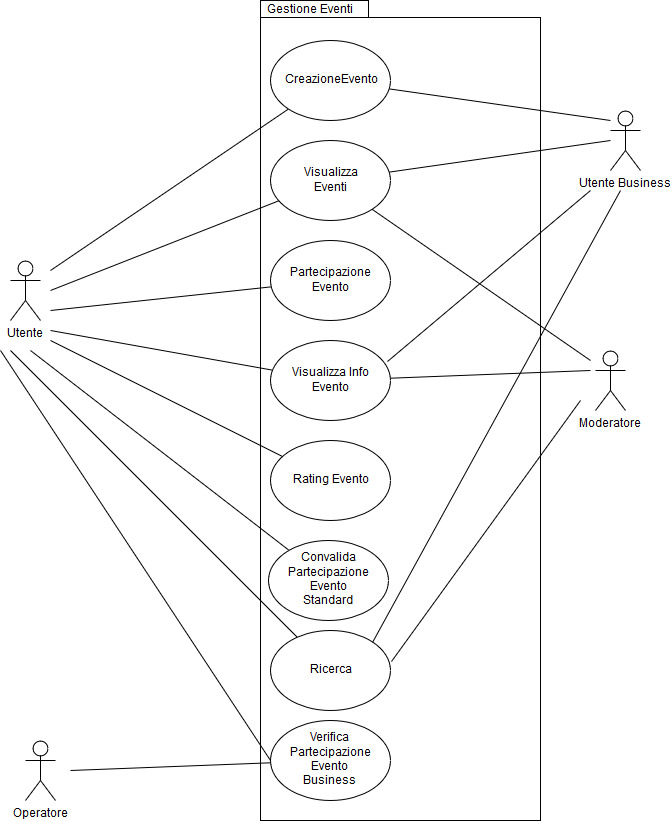 Gestione Eventi
CreazioneEvento
Visualizza
Eventi
Utente Business
Partecipazione
Evento
Utente
Visualizza Info
Evento
Moderatore
Rating Evento
Convalida
Partecipazione
Evento
Standard
Ricerca
Verifica
Partecipazione
Evento
Business
Operatore